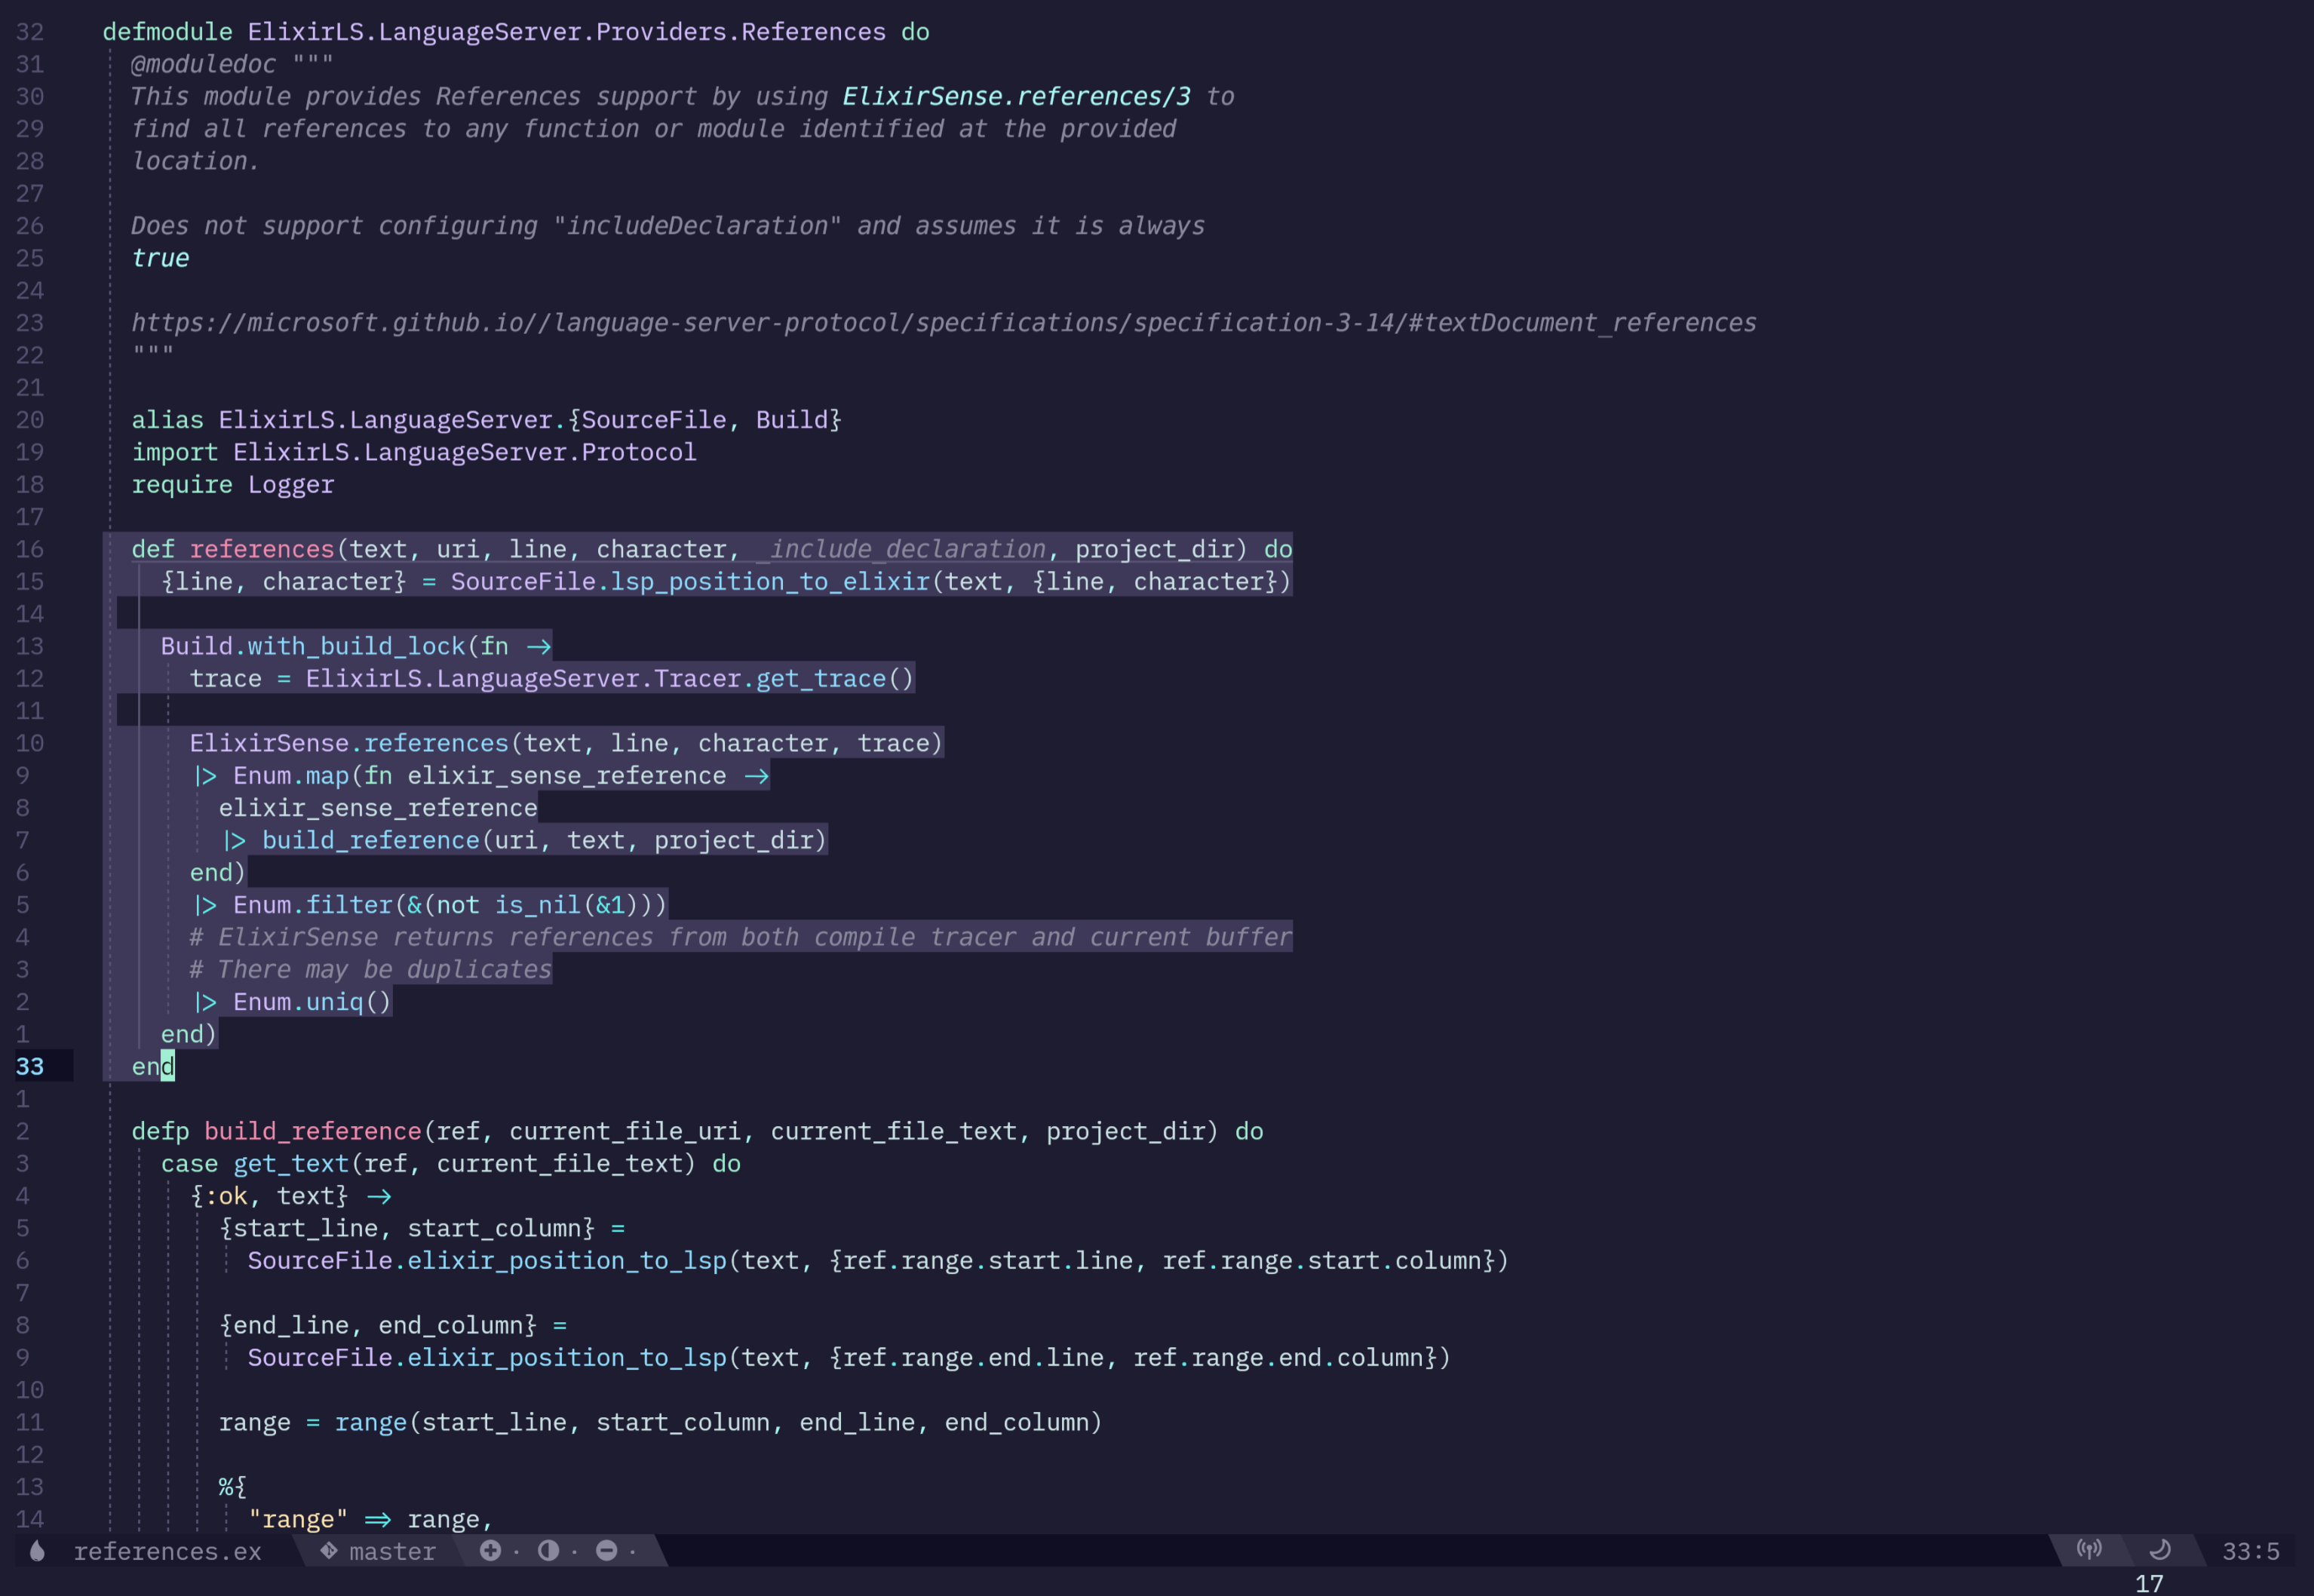 32 defmodule ElixirLS.LanguageServer.Providers.References do
31 @moduledoc """
30 This module provides References support by using ElixirSense.references/3 to
29 find all references to any function or module identified at the provided
28 location.
27
26 Does not support configuring "includeDeclaration" and assumes it is always
25 true
24
23 https://microsoft.github.io//language-server-protocol/specifications/specification-3-14/#textDocument_references
22 """
21
20 alias ElixirLS.LanguageServer.{SourceFile, Build}
19 import ElixirLS.LanguageServer.Protocol
18 require Logger
17
16 def references(text, uri, line, character, _include_declaration, project_dir) do
15 {line, character} = SourceFile.lsp_position_to_elixir(text, {line, character})
14
13 Build.with_build_lock(fn ->
12 trace = ElixirLS.LanguageServer.Tracer.get_trace()
11
10 ElixirSense.references(text, line, character, trace)
9 |> Enum.map(fn elixir_sense_reference ->
8 elixir_sense_reference
7 |> build_reference(uri, text, project_dir)
6 end)
5 |> Enum.filter(&(not is_nil(&1)))
4 # ElixirSense returns references from both compile tracer and current buffer
3 # There may be duplicates
2 |> Enum.uniq()
1 end)
33 end
1
2 defp build_reference(ref, current_file_uri, current_file_text, project_dir) do
3 case get_text(ref, current_file_text) do
4 {:ok, text} ->
5 {start_line, start_column} =
6 SourceFile.elixir_position_to_lsp(text, {ref.range.start.line, ref.range.start.column})
7
8 {end_line, end_column} =
9 SourceFile.elixir_position_to_lsp(text, {ref.range.end.line, ref.range.end.column})
10
11 range = range(start_line, start_column, end_line, end_column)
12
13 %{
14 "range" => range,
references.ex master 33:5
17